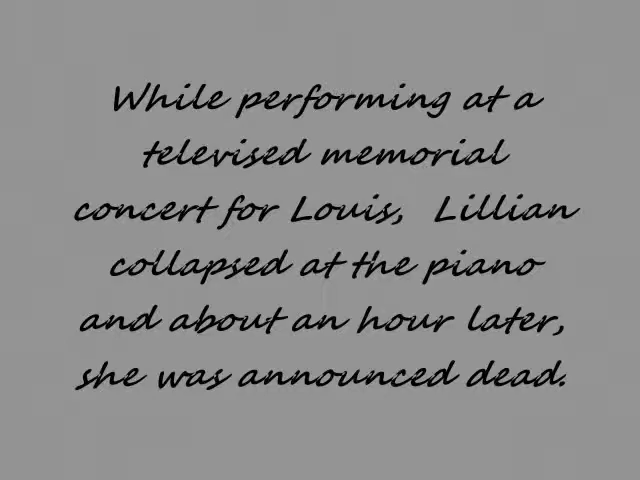 While performing at a
televised memorial
concert for Louis, Lillian
collapsed at the piano
and about an hour later,
she was announced dead.